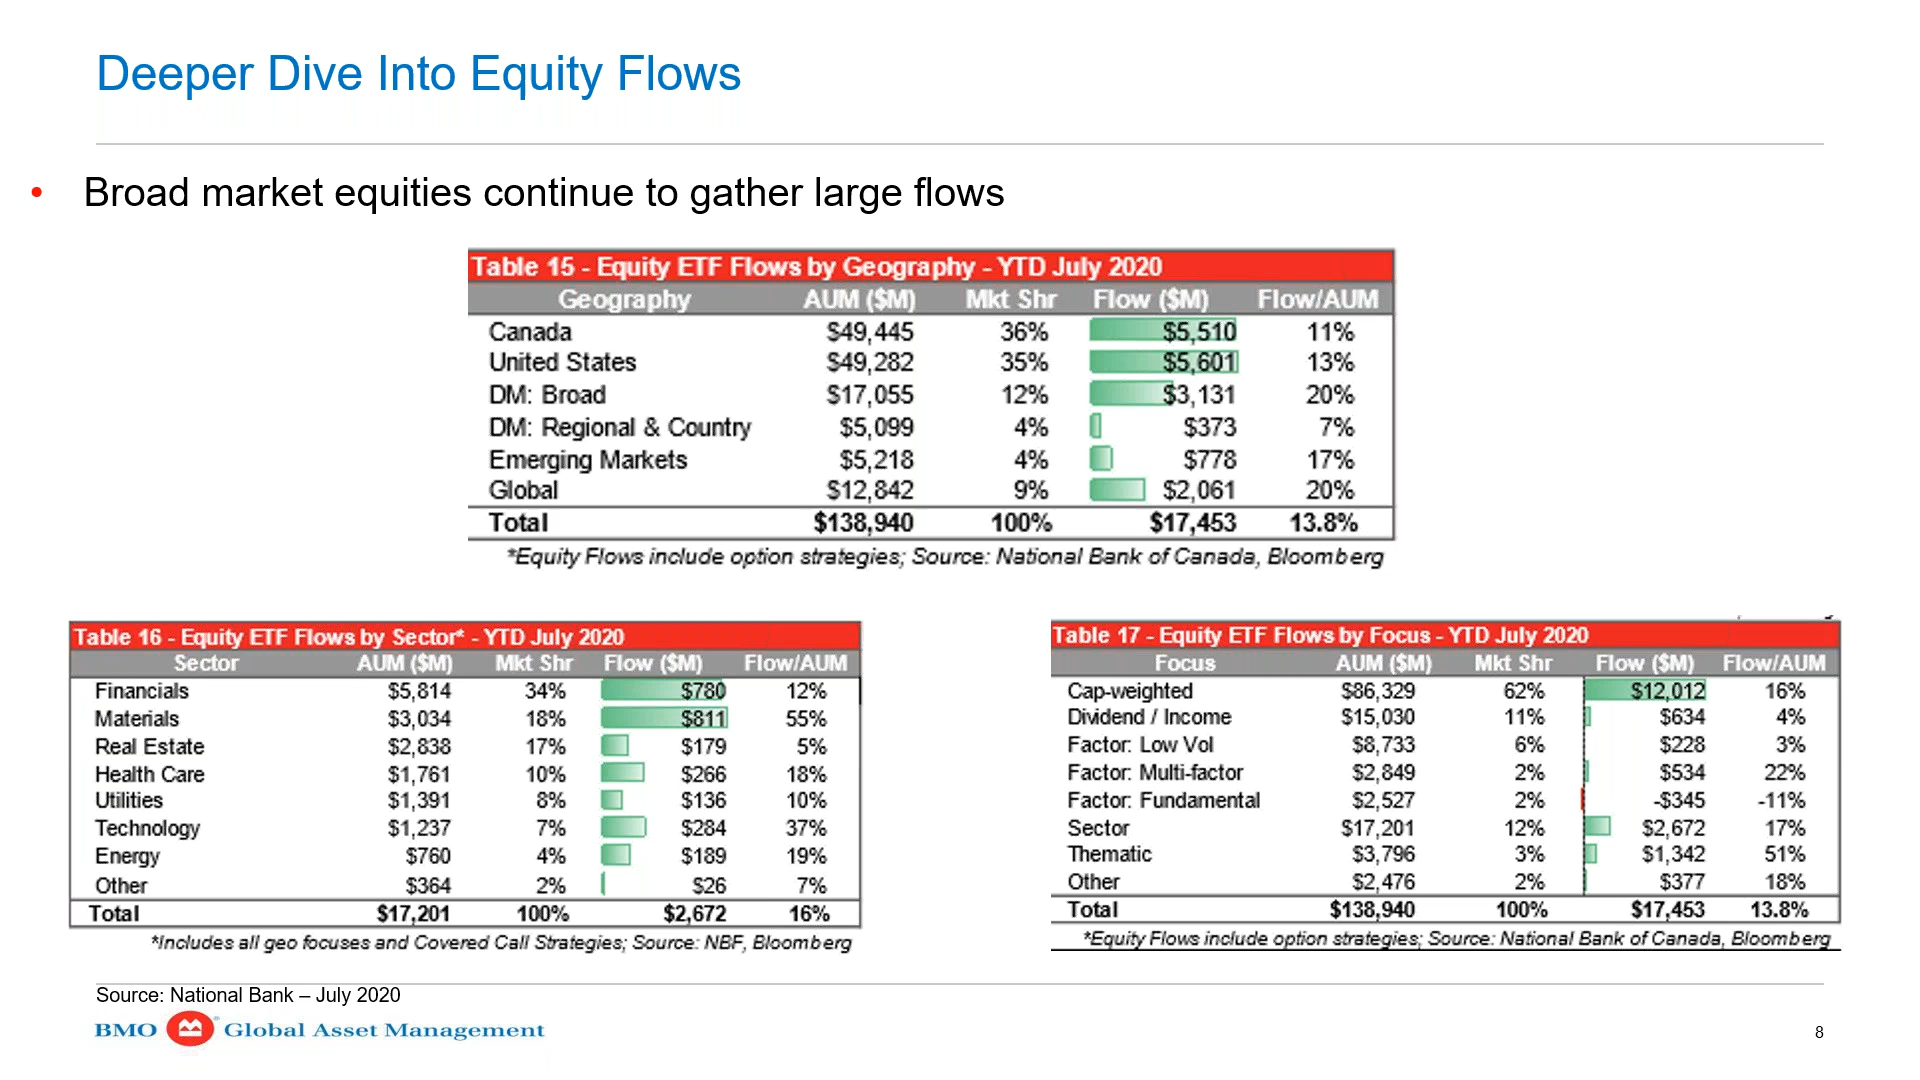 Deeper Dive Into Equity Flows
• Broad market equities continue to gather large flows
Table 15 - Equity ETF Flows by Geography - YTD July 2020
Geography AUM ($M) Mkt Shr Flow ($M) Flow/AUM
Canada $49,445 36% $5,510 11%
United States $49,282 35% $5,601 13%
DM: Broad $17,055 12% $3,131 20%
DM: Regional & Country $5,099 4% $373 7%
Emerging Markets $5,218 4% $778 17%
Global $12,842 9% $2,061 20%
Total $138,940 100% $17,453 13.8%
*Equity Flows include option strategies; Source: National Bank of Canada, Bloomberg
Table 16 - Equity ETF Flows by Sector* - YTD July 2020
Sector AUM ($M) Mkt Shr Flow ($M) Flow/AUM
Financials $5,814 34% $780 12%
Materials $3,034 18% $811 55%
Real Estate $2,838 17% $179 5%
Health Care $1,761 10% $266 18%
Utilities $1,391 8% $136 10%
Technology $1,237 7% $284 37%
Energy $760 4% $189 19%
Other $364 2% $26 7%
Total $17,201 100% $2,672 16%
*Includes all geo focuses and Covered Call Strategies; Source: NBF, Bloomberg
Table 17 - Equity ETF Flows by Focus - YTD July 2020
Focus AUM ($M) Mkt Shr Flow ($M) Flow/AUM
Cap-weighted $86,329 62% $12,012 16%
Dividend / Income $15,030 11% $634 4%
Factor: Low Vol $8,733 6% $228 3%
Factor: Multi-factor $2,849 2% $534 22%
Factor: Fundamental $2,527 2% -$345 -11%
Sector $17,201 12% $2,672 17%
Thematic $3,796 3% $1,342 51%
Other $2,476 2% $377 18%
Total $138,940 100% $17,453 13.8%
*Equity Flows include option strategies; Source: National Bank of Canada, Bloomberg
Source: National Bank – July 2020
BMO Global Asset Management
8